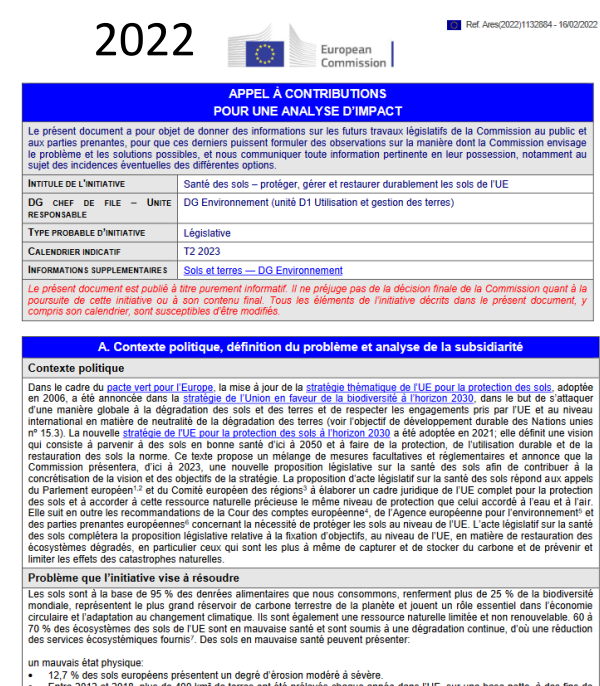 2022
European
Commission
Ref. Ares(2022)1132884 - 16/02/2022
APPEL À CONTRIBUTIONS
POUR UNE ANALYSE D'IMPACT
Le présent document a pour objet de donner des informations sur les futurs travaux législatifs de la Commission au public et
aux parties prenantes, pour que ces derniers puissent formuler des observations sur la manière dont la Commission envisage
le problème et les solutions possibles, et nous communiquer toute information pertinente en leur possession, notamment au
sujet des incidences éventuelles des différentes options.
INTITULE DE L'INITIATIVE
Santé des sols – protéger, gérer et restaurer durablement les sols de l'UE
DG CHEF DE FILE – UNITE
RESPONSABLE
DG Environnement (unité D1 Utilisation et gestion des terres)
TYPE PROBABLE D'INITIATIVE
Législative
CALENDRIER INDICATIF
T2 2023
INFORMATIONS SUPPLEMENTAIRES
Sols et terres — DG Environnement
Le présent document est publié à titre purement informatif. Il ne préjuge pas de la décision finale de la Commission quant à la
poursuite de cette initiative ou à son contenu final. Tous les éléments de l'initiative décrits dans le présent document, y
compris son calendrier, sont susceptibles d'être modifiés.
A. Contexte politique, définition du problème et analyse de la subsidiarité
Contexte politique
Dans le cadre du pacte vert pour l'Europe, la mise à jour de la stratégie thématique de l'UE pour la protection des sols, adoptée
en 2006, a été annoncée dans la stratégie de l'Union en faveur de la biodiversité à l'horizon 2030, dans le but de s'attaquer
d'une manière globale à la dégradation des sols et des terres et de respecter les engagements pris par l'UE et au niveau
international en matière de neutralité de la dégradation des terres (voir l'objectif de développement durable des Nations unies
nº 15.3). La nouvelle stratégie de l'UE pour la protection des sols à l'horizon 2030 a été adoptée en 2021; elle définit une vision
qui consiste à parvenir à des sols en bonne santé d'ici à 2050 et à faire de la protection, de l'utilisation durable et de la
restauration des sols la norme. Ce texte propose un mélange de mesures facultatives et réglementaires et annonce que la
Commission présentera, d'ici à 2023, une nouvelle proposition législative sur la santé des sols afin de contribuer à la
concrétisation de la vision et des objectifs de la stratégie. La proposition d'acte législatif sur la santé des sols répond aux appels
du Parlement européen1,2 et du Comité européen des régions3 à élaborer un cadre juridique de l'UE complet pour la protection
des sols et à accorder à cette ressource naturelle précieuse le même niveau de protection que celui accordé à l'eau et à l'air.
Elle suit en outre les recommandations de la Cour des comptes européenne4, de l'Agence européenne pour l'environnement5 et
des parties prenantes européennes6 concernant la nécessité de protéger les sols au niveau de l'UE. L'acte législatif sur la santé
des sols complètera la proposition législative relative à la fixation d'objectifs, au niveau de l'UE, en matière de restauration des
écosystèmes dégradés, en particulier ceux qui sont les plus à même de capturer et de stocker du carbone et de prévenir et
limiter les effets des catastrophes naturelles.
Problème que l'initiative vise à résoudre
Les sols sont à la base de 95 % des denrées alimentaires que nous consommons, renferment plus de 25 % de la biodiversité
mondiale, représentent le plus grand réservoir de carbone terrestre de la planète et jouent un rôle essentiel dans l'économie
circulaire et l'adaptation au changement climatique. Ils sont également une ressource naturelle limitée et non renouvelable. 60 à
70 % des écosystèmes des sols de l'UE sont en mauvaise santé et sont soumis à une dégradation continue, d'où une réduction
des services écosystémiques fournis7. Des sols en mauvaise santé peuvent présenter:
un mauvais état physique:
• 12,7 % des sols européens présentent un degré d'érosion modéré à sévère.